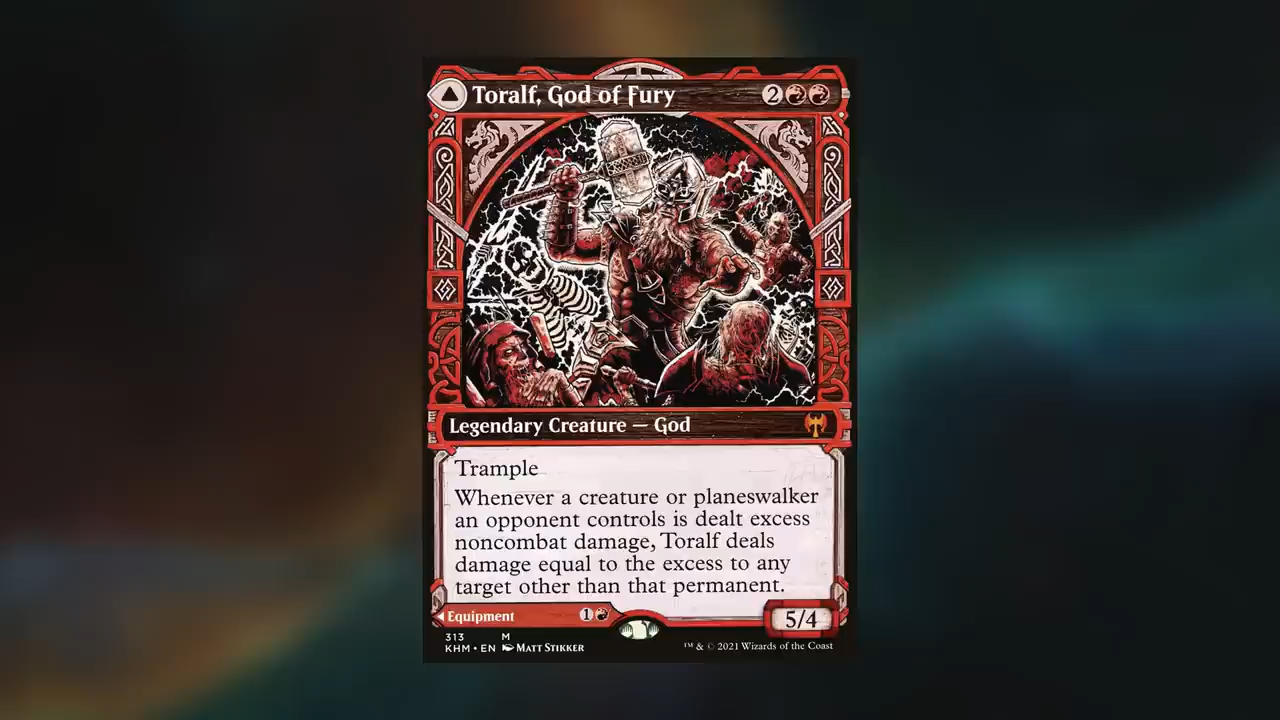 Toralf, God of Fury 2
Legendary Creature — God
Trample
Whenever a creature or planeswalker
an opponent controls is dealt excess
noncombat damage, Toralf deals
damage equal to the excess to any
target other than that permanent.
Equipment 1
5/4
313 M
KHM • EN Matt Stikker
™ & © 2021 Wizards of the Coast